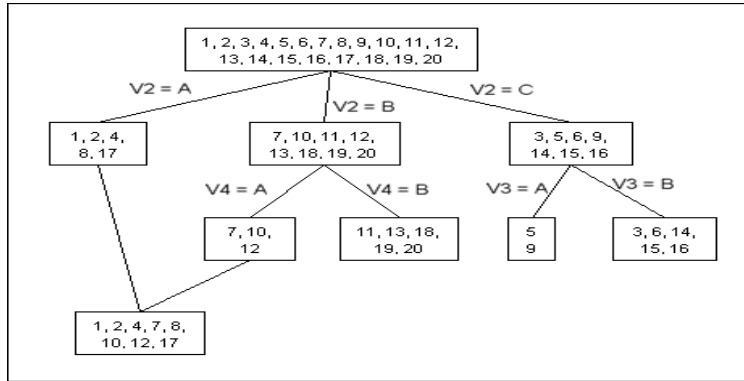 1, 2, 3, 4, 5, 6, 7, 8, 9, 10, 11, 12,
13, 14, 15, 16, 17, 18, 19, 20
V2 = A
V2 = B
V2 = C
1, 2, 4,
8, 17
7, 10, 11, 12,
13, 18, 19, 20
3, 5, 6, 9,
14, 15, 16
V4 = A
V4 = B
V3 = A
V3 = B
7, 10,
12
11, 13, 18,
19, 20
5
9
3, 6, 14,
15, 16
1, 2, 4, 7, 8,
10, 12, 17